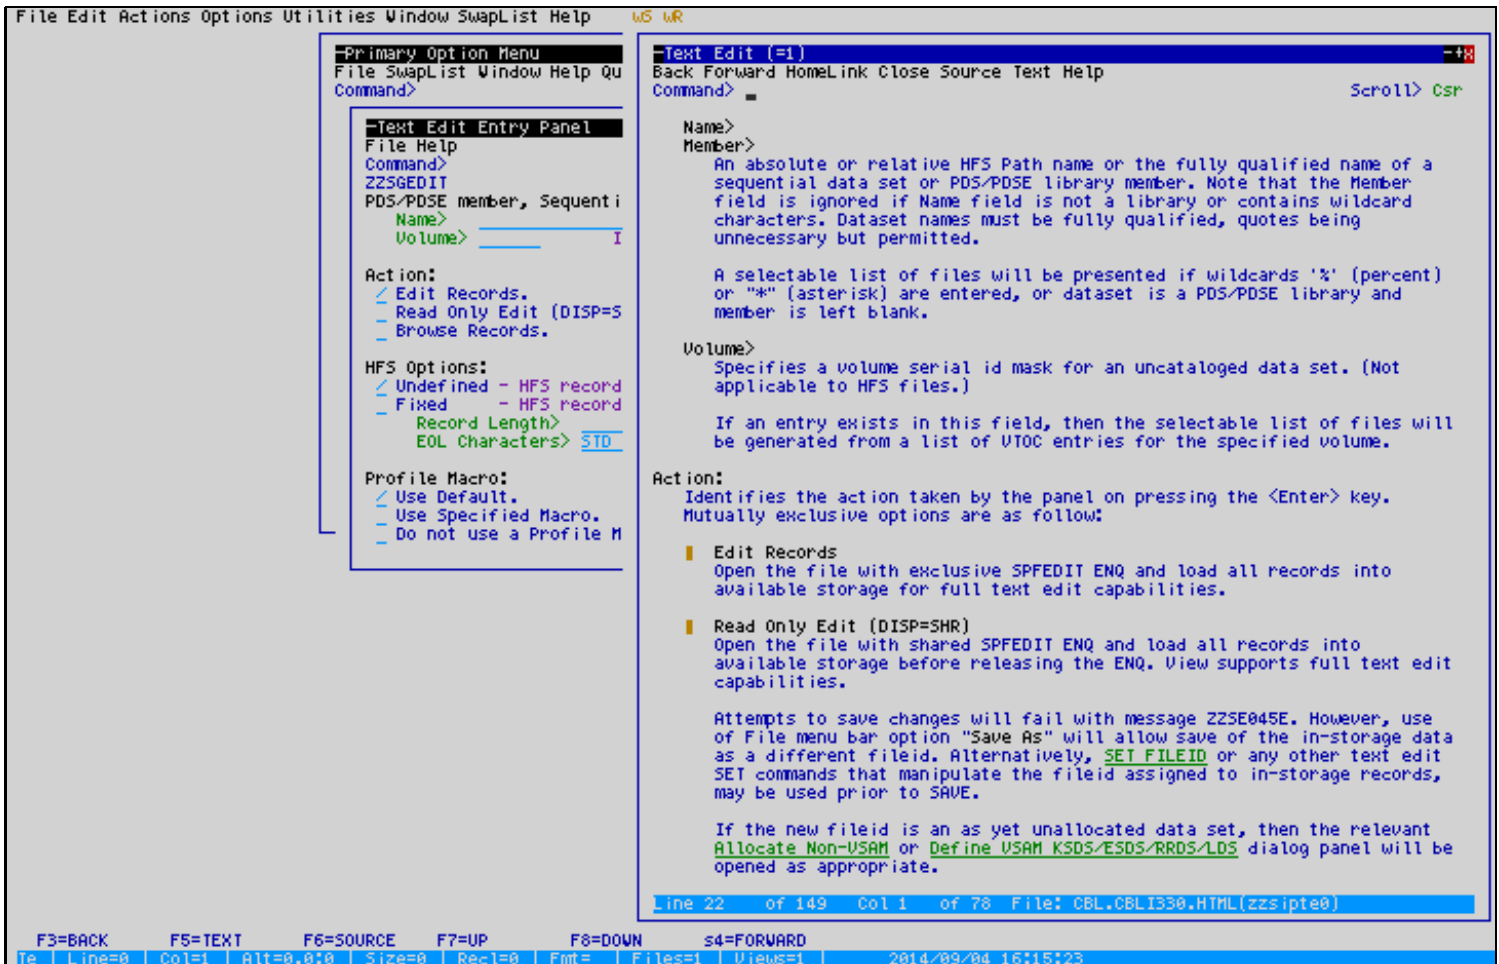 File Edit Actions Options Utilities Window SwapList Help wS wR
Primary Option Menu
File SwapList Window Help Qu
Command>
Text Edit Entry Panel
File Help
Command>
ZZSGEDIT
PDS/PDSE member, Sequenti
Name>
Volume> I
Action:
/ Edit Records.
_ Read Only Edit (DISP=S
_ Browse Records.
HFS Options:
/ Undefined - HFS record
_ Fixed - HFS record
Record Length>
EOL Characters> STD
Profile Macro:
/ Use Default.
_ Use Specified Macro.
_ Do not use a Profile M
Text Edit (=1) -+x
Back Forward HomeLink Close Source Text Help
Command> _ Scroll> Csr
Name>
Member>
An absolute or relative HFS Path name or the fully qualified name of a
sequential data set or PDS/PDSE library member. Note that the Member
field is ignored if Name field is not a library or contains wildcard
characters. Dataset names must be fully qualified, quotes being
unnecessary but permitted.
A selectable list of files will be presented if wildcards '%' (percent)
or "*" (asterisk) are entered, or dataset is a PDS/PDSE library and
member is left blank.
Volume>
Specifies a volume serial id mask for an uncataloged data set. (Not
applicable to HFS files.)
If an entry exists in this field, then the selectable list of files will
be generated from a list of VTOC entries for the specified volume.
Action:
Identifies the action taken by the panel on pressing the <Enter> key.
Mutually exclusive options are as follow:
Edit Records
Open the file with exclusive SPFEDIT ENQ and load all records into
available storage for full text edit capabilities.
Read Only Edit (DISP=SHR)
Open the file with shared SPFEDIT ENQ and load all records into
available storage before releasing the ENQ. View supports full text edit
capabilities.
Attempts to save changes will fail with message ZZSE045E. However, use
of File menu bar option "Save As" will allow save of the in-storage data
as a different fileid. Alternatively, SET FILEID or any other text edit
SET commands that manipulate the fileid assigned to in-storage records,
may be used prior to SAVE.
If the new fileid is an as yet unallocated data set, then the relevant
Allocate Non-VSAM or Define VSAM KSDS/ESDS/RRDS/LDS dialog panel will be
opened as appropriate.
Line 22 of 149 Col 1 of 78 File: CBL.CBLI330.HTML(zzsipte0)
F3=BACK F5=TEXT F6=SOURCE F7=UP F8=DOWN s4=FORWARD
Te | Line=0 | Col=1 | Alt=0,0;0 | Size=0 | Recl=0 | Fmt= | Files=1 | Views=1 | 2014/09/04 16:15:23